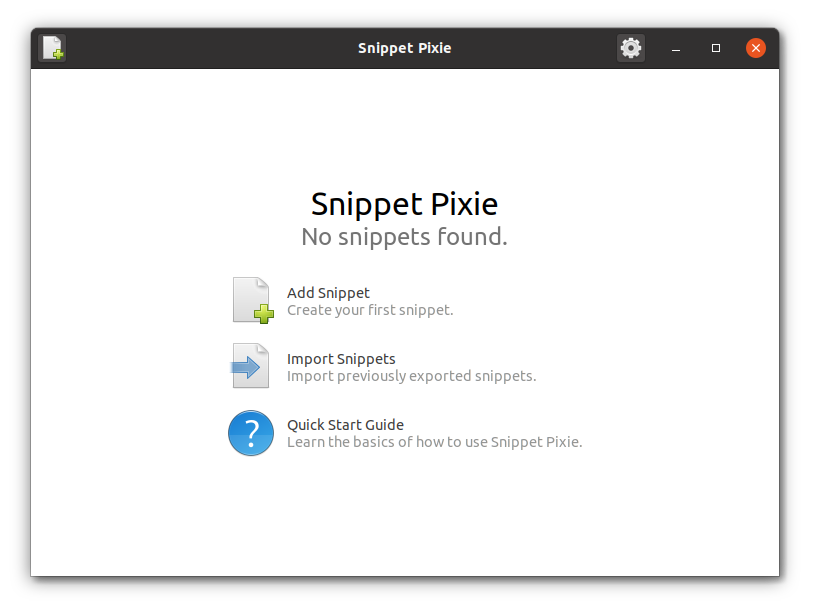 Snippet Pixie
Snippet Pixie
No snippets found.
Add Snippet
Create your first snippet.
Import Snippets
Import previously exported snippets.
?
Quick Start Guide
Learn the basics of how to use Snippet Pixie.